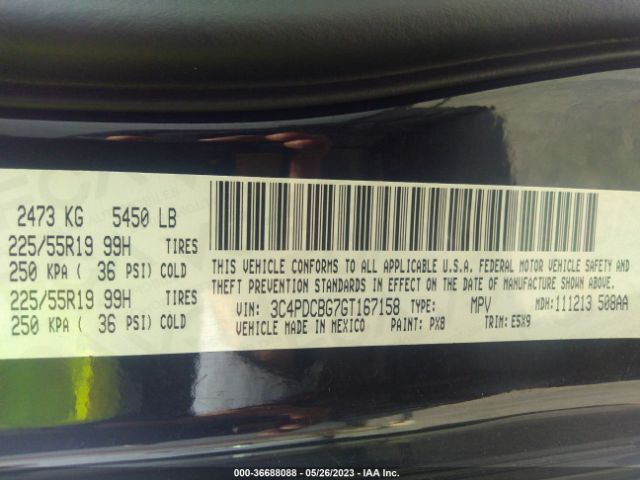 2473 KG 5450 LB
225/55R19 99H TIRES
250 KPA ( 36 PSI) COLD
225/55R19 99H TIRES
250 KPA ( 36 PSI) COLD
THIS VEHICLE CONFORMS TO ALL APPLICABLE U.S.A. FEDERAL MOTOR VEHICLE SAFETY AND
THEFT PREVENTION STANDARDS IN EFFECT ON THE DATE OF MANUFACTURE SHOWN ABOVE.
VIN: 3C4PDCBG7GT167158 TYPE: MPV MDH: 111213 508AA
VEHICLE MADE IN MEXICO PAINT: PX8 TRIM: E5X9
000-36688088 - 05/26/2023 - IAA Inc.